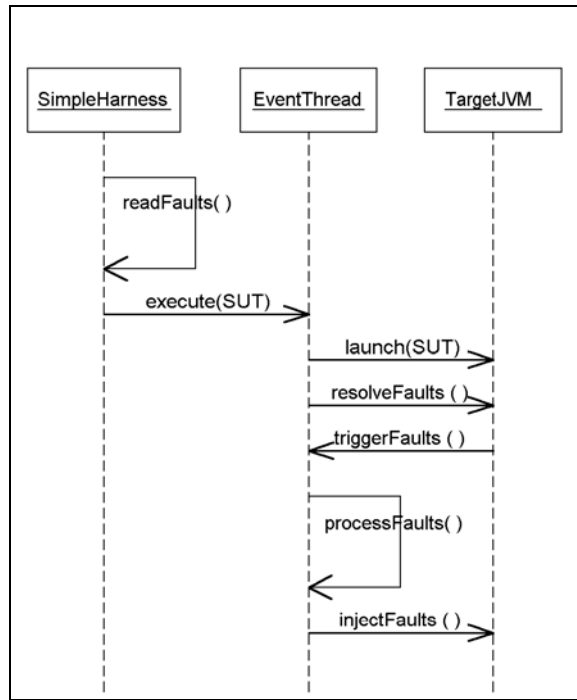 SimpleHarness
EventThread
TargetJVM
readFaults( )
execute(SUT)
launch(SUT)
resolveFaults ( )
triggerFaults ( )
processFaults( )
injectFaults ( )